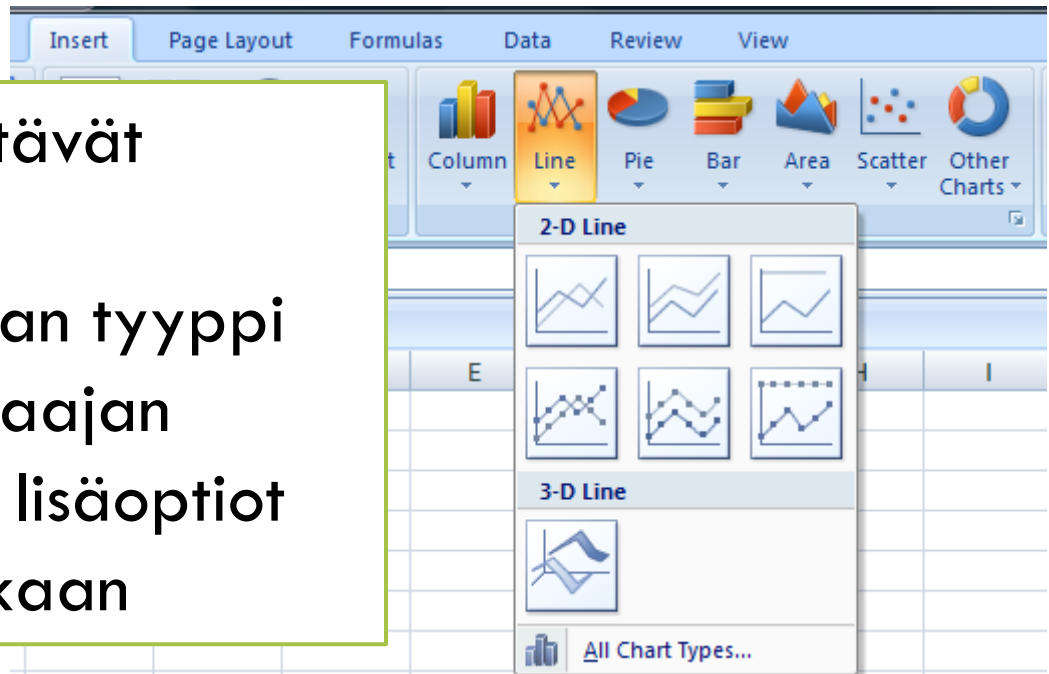 Insert Page Layout Formulas Data Review View
Column Line Pie Bar Area Scatter Other Charts
2-D Line
3-D Line
All Chart Types...
E H I
tävät
an tyyppi
aajan
lisäoptiot
kaan